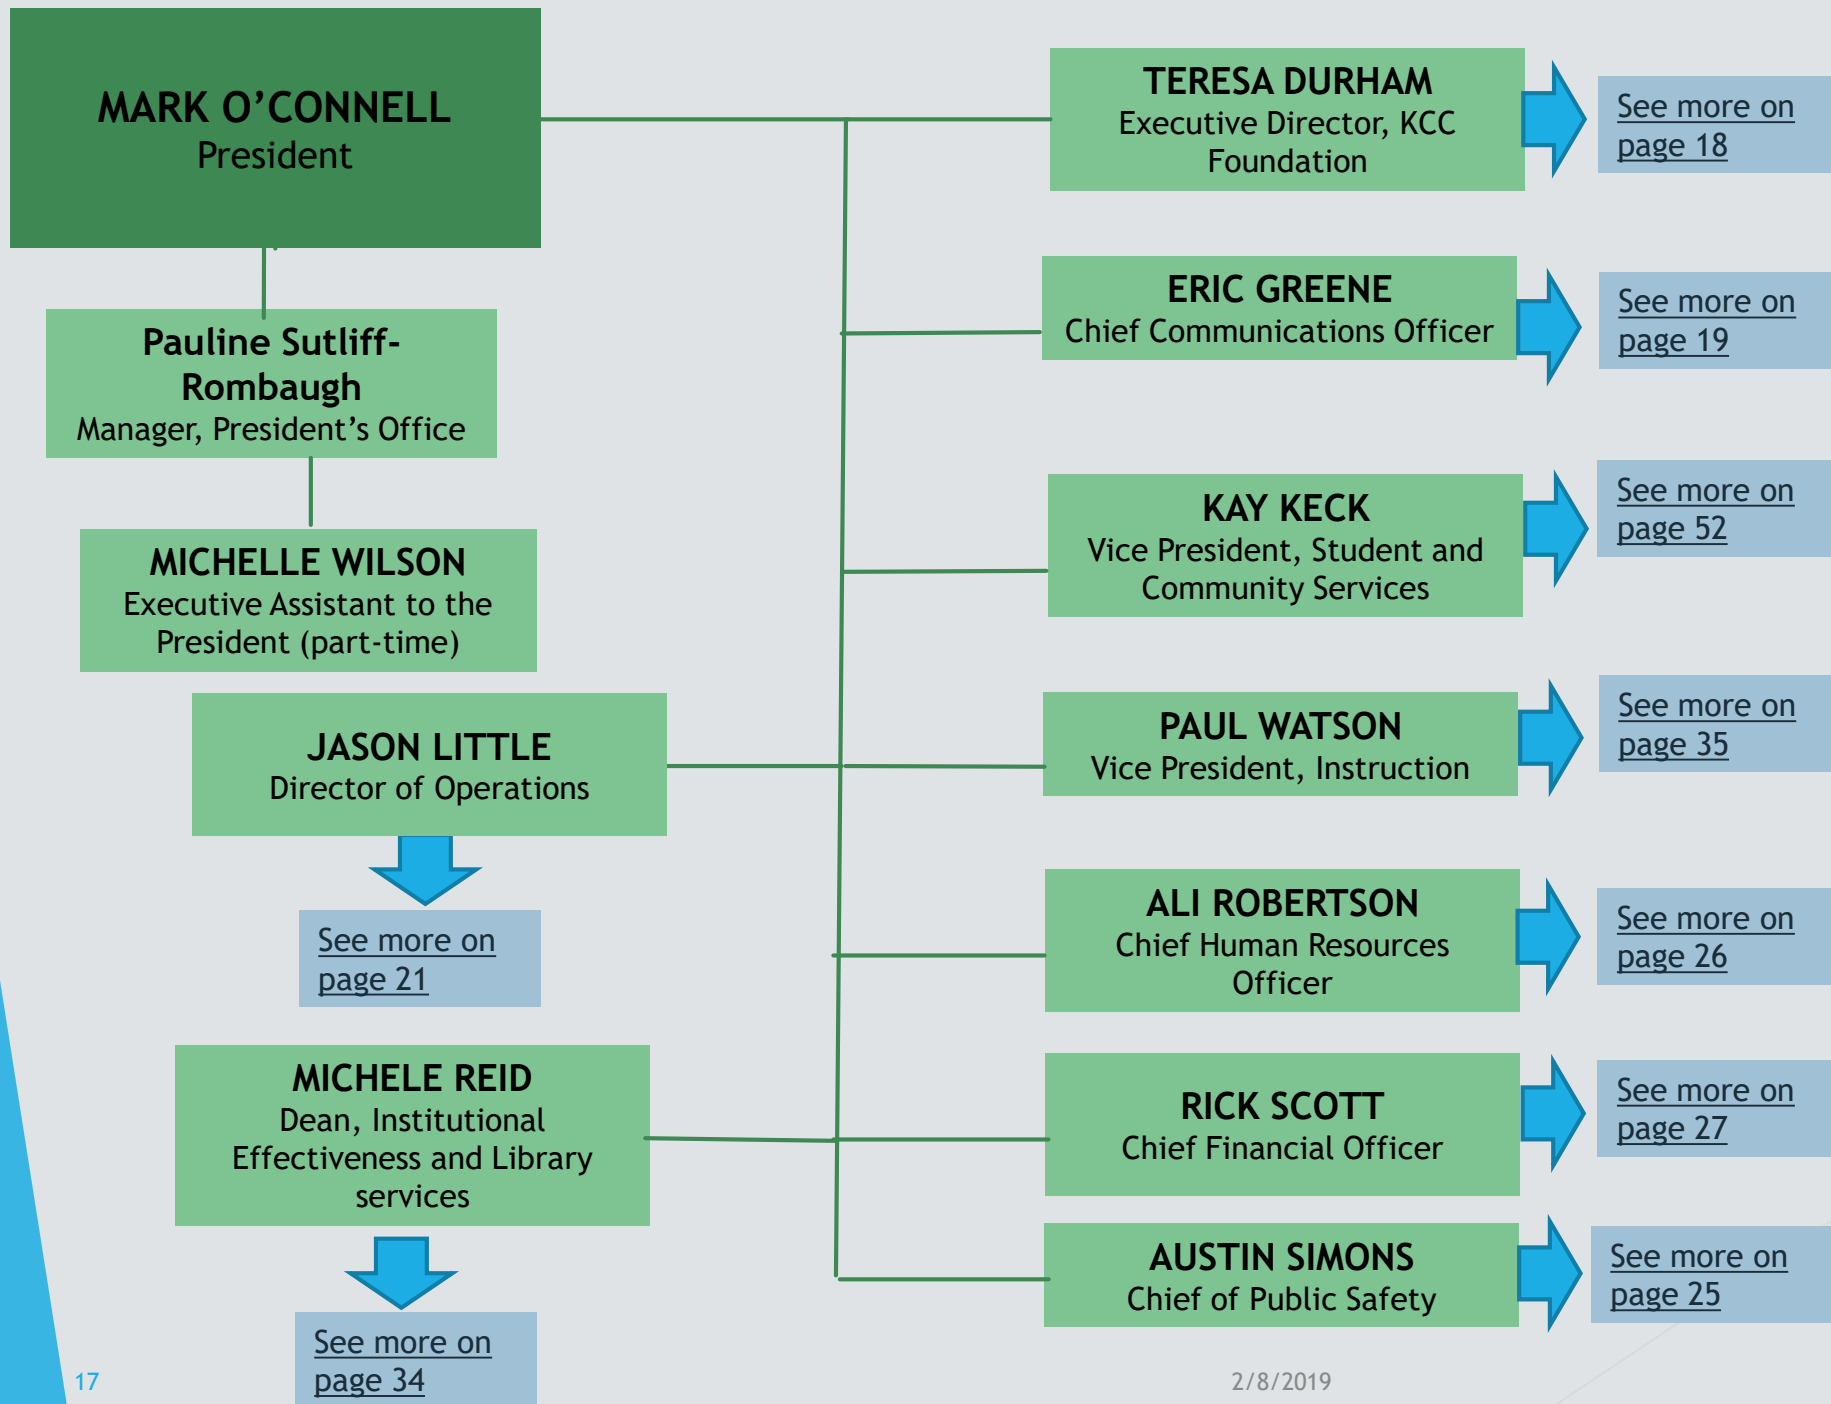 MARK O’CONNELL
President
Pauline Sutliff-
Rombaugh
Manager, President’s Office
MICHELLE WILSON
Executive Assistant to the
President (part-time)
JASON LITTLE
Director of Operations
See more on
page 21
MICHELE REID
Dean, Institutional
Effectiveness and Library
services
See more on
page 34
TERESA DURHAM
Executive Director, KCC
Foundation
See more on
page 18
ERIC GREENE
Chief Communications Officer
See more on
page 19
KAY KECK
Vice President, Student and
Community Services
See more on
page 52
PAUL WATSON
Vice President, Instruction
See more on
page 35
ALI ROBERTSON
Chief Human Resources
Officer
See more on
page 26
RICK SCOTT
Chief Financial Officer
See more on
page 27
AUSTIN SIMONS
Chief of Public Safety
See more on
page 25
17
2/8/2019